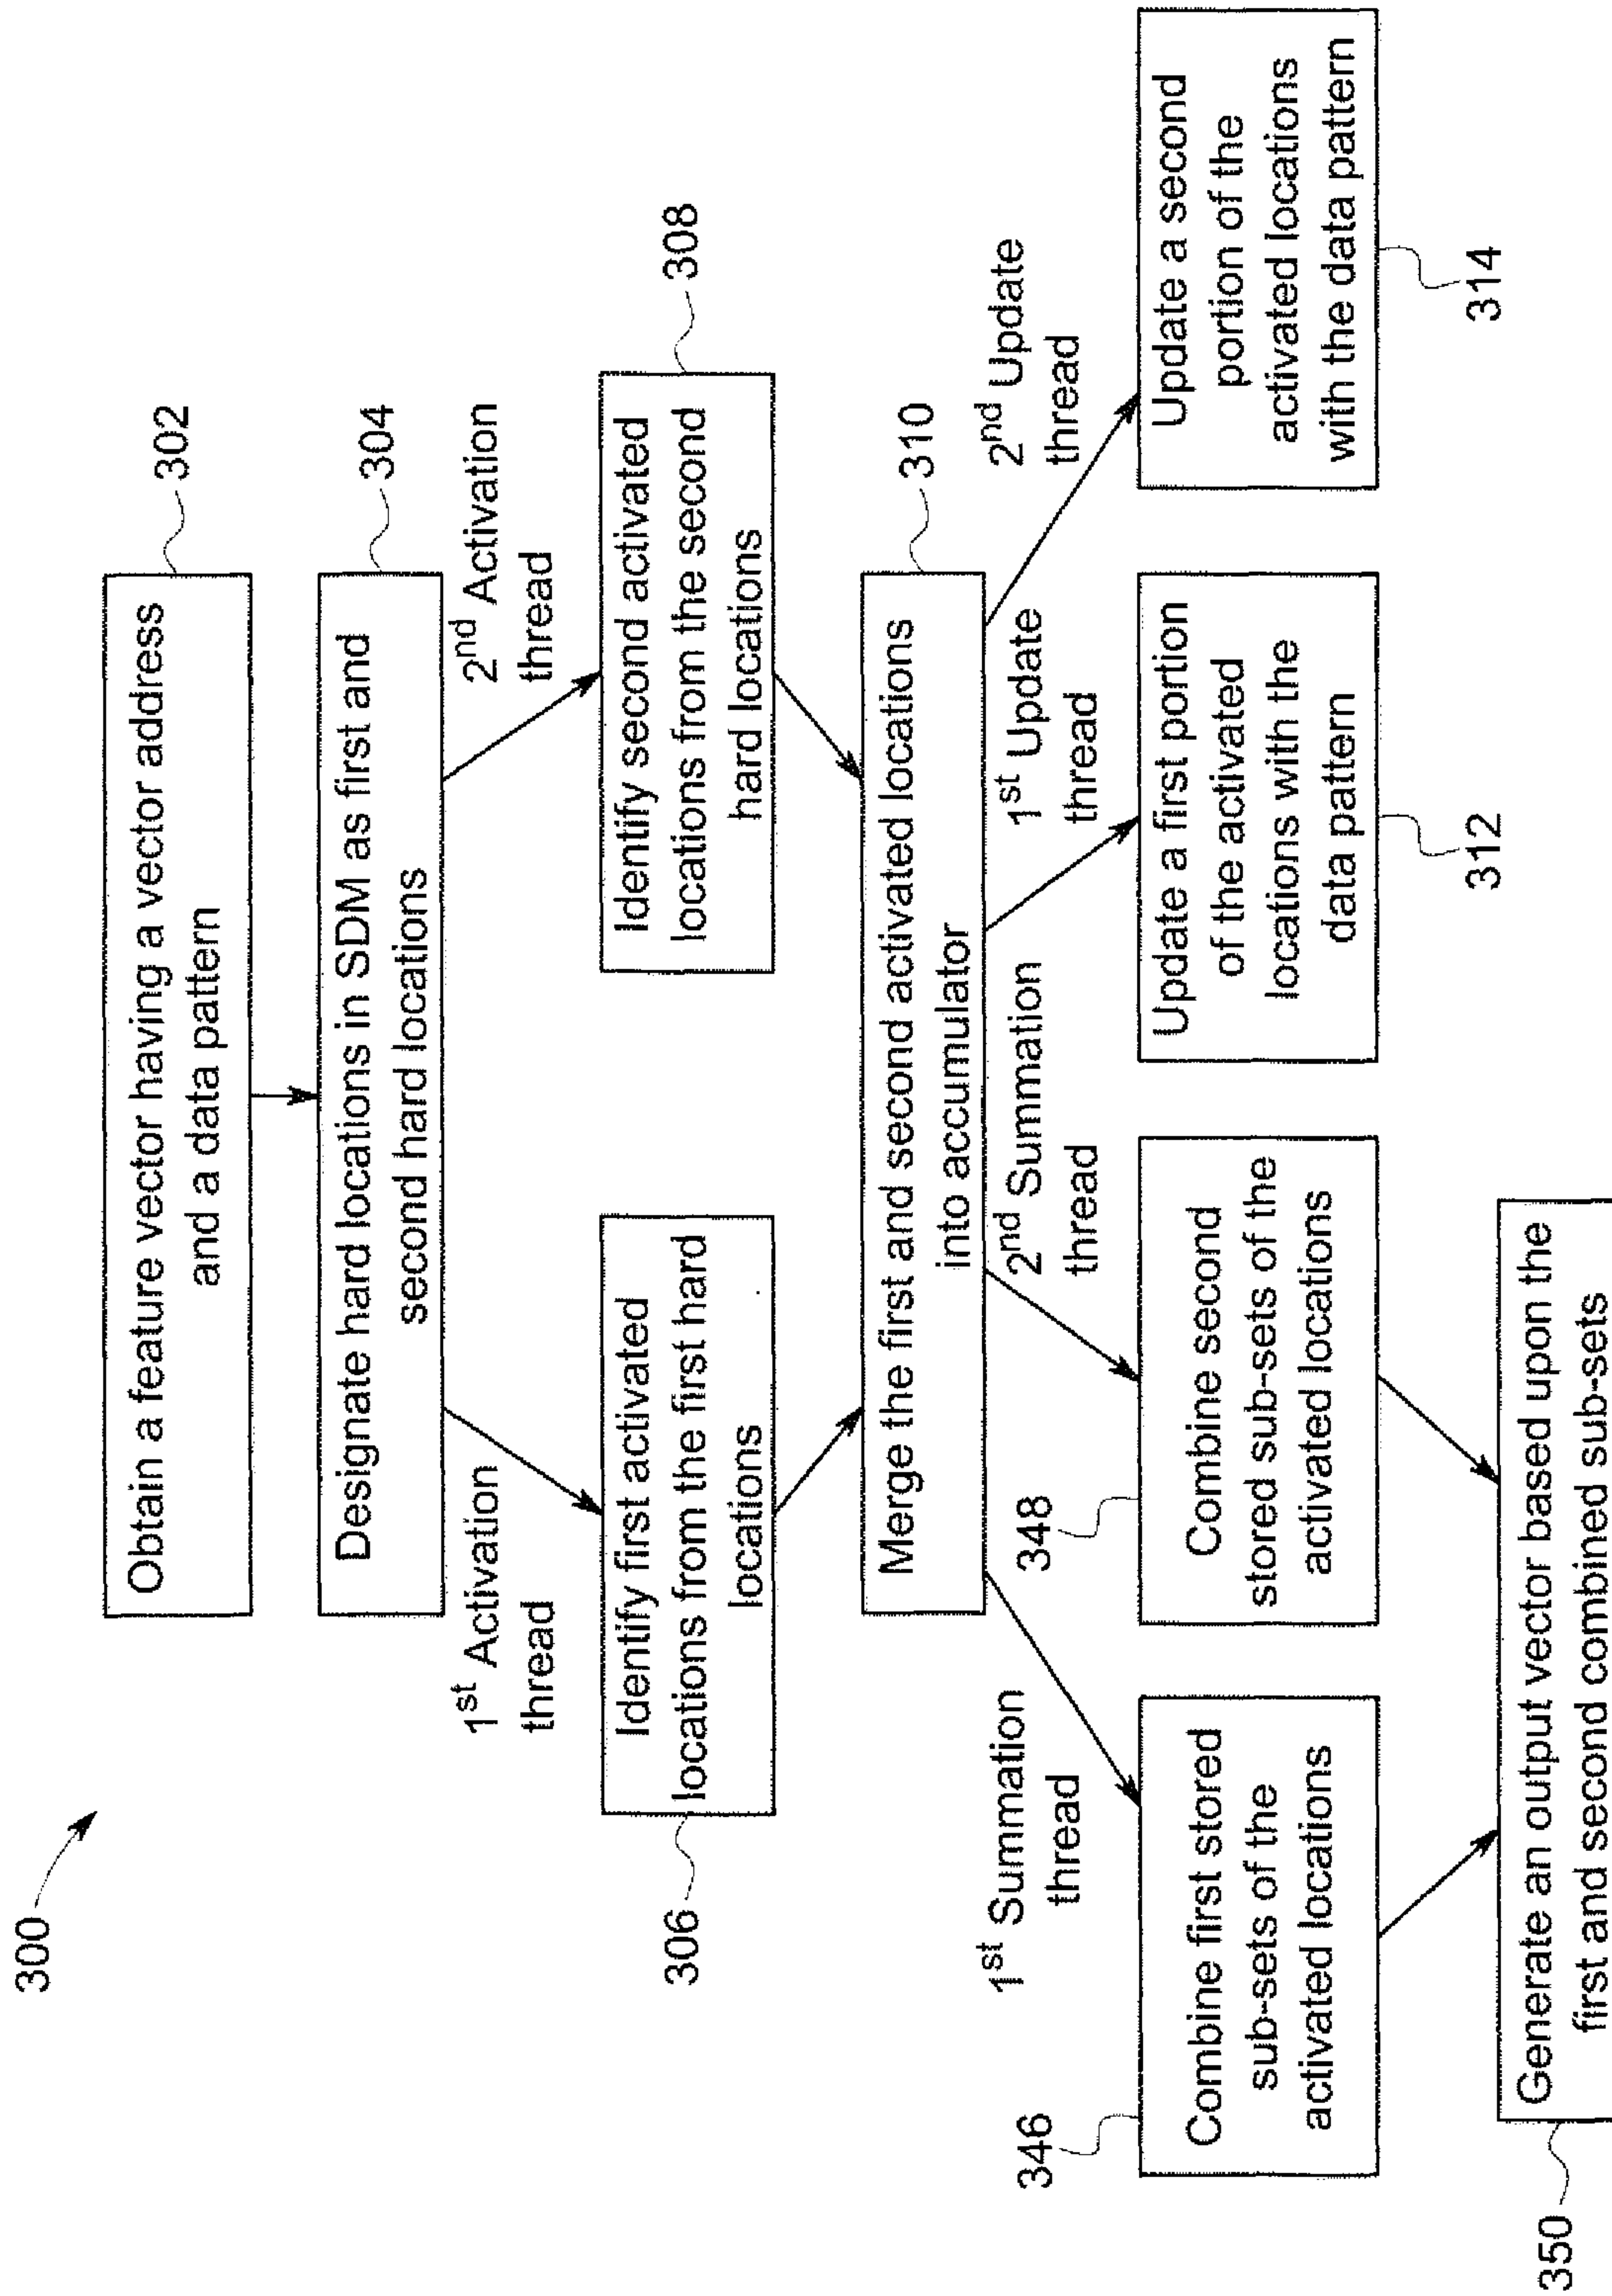 300
Obtain a feature vector having a vector address
and a data pattern
302
Designate hard locations in SDM as first and
second hard locations
304
1st Activation
thread
2nd Activation
thread
Identify first activated
locations from the first hard
locations
306
Identify second activated
locations from the second
hard locations
308
Merge the first and second activated locations
into accumulator
310
1st Summation
thread
2nd Summation
thread
1st Update
thread
2nd Update
thread
346
Combine first stored
sub-sets of the
activated locations
348
Combine second
stored sub-sets of the
activated locations
Update a first portion
of the activated
locations with the
data pattern
312
Update a second
portion of the
activated locations
with the data pattern
314
Generate an output vector based upon the
first and second combined sub-sets
350